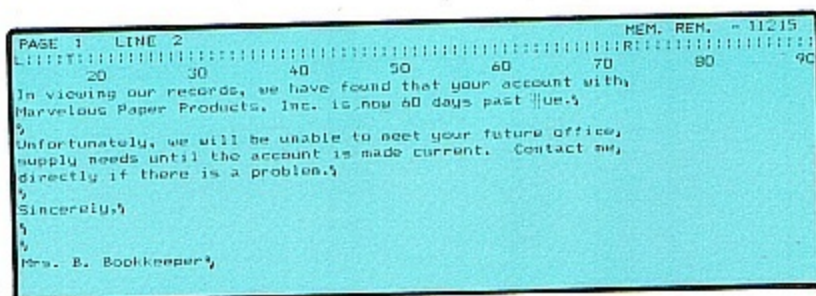 PAGE 1 LINE 2 MEM. REM. - 11215
20 30 40 50 60 70 80 90
In viewing our records, we have found that your account with
Marvelous Paper Products, Inc. is now 60 days past ue.
Unfortunately, we will be unable to meet your future office
supply needs until the account is made current. Contact me
directly if there is a problem.
Sincerely,
Mrs. B. Bookkeeper